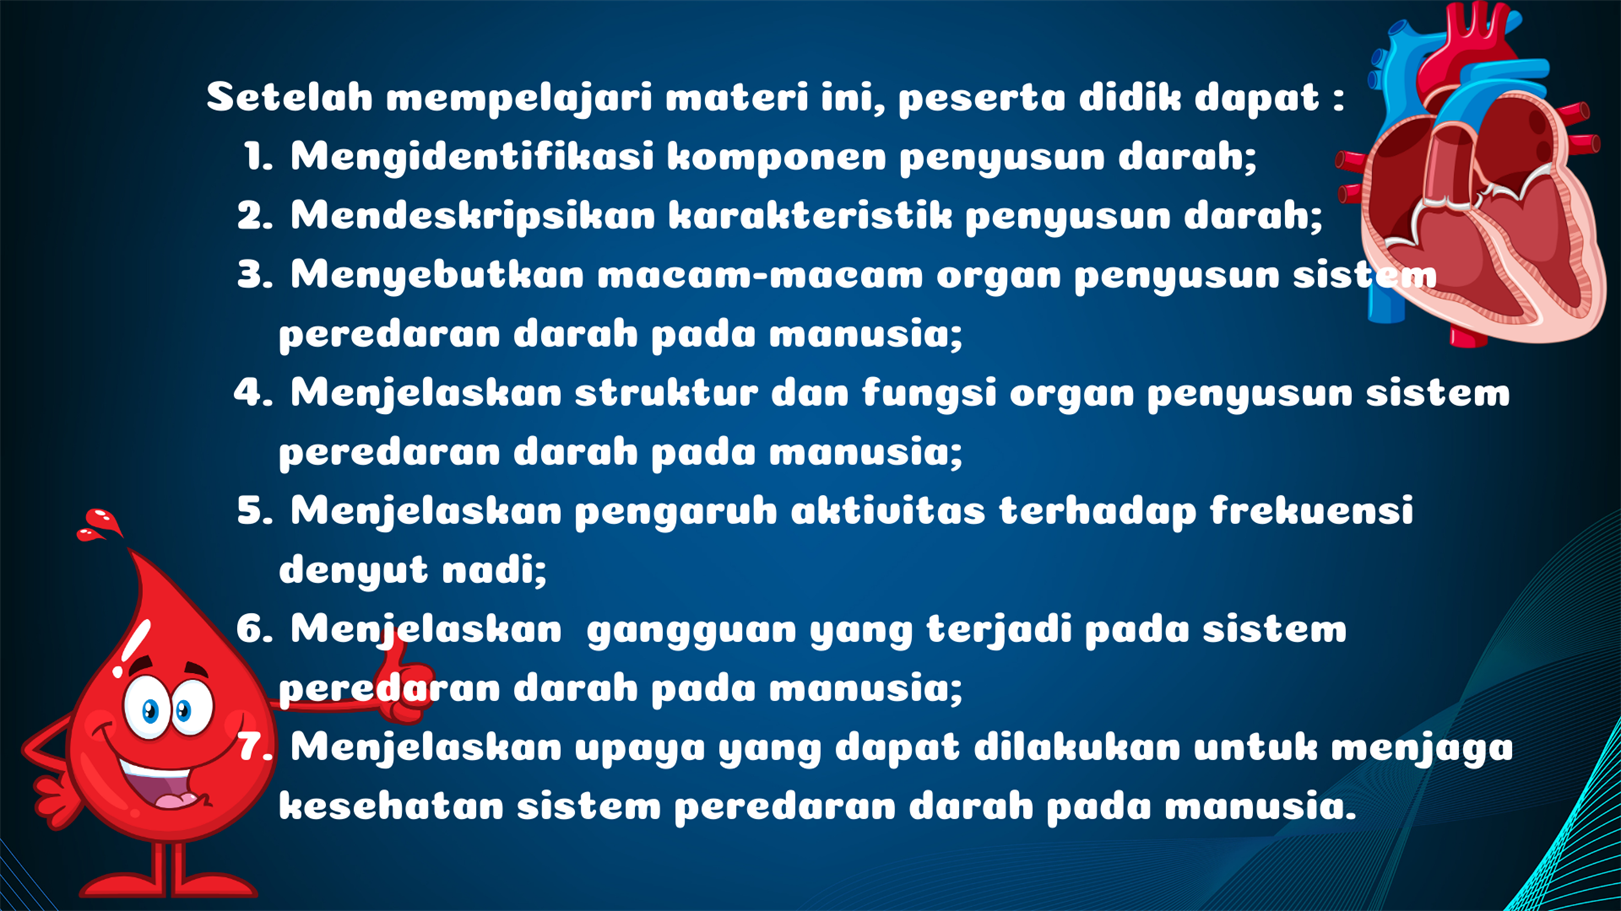 Setelah mempelajari materi ini, peserta didik dapat :
1. Mengidentifikasi komponen penyusun darah;
2. Mendeskripsikan karakteristik penyusun darah;
3. Menyebutkan macam-macam organ penyusun sistem
peredaran darah pada manusia;
4. Menjelaskan struktur dan fungsi organ penyusun sistem
peredaran darah pada manusia;
5. Menjelaskan pengaruh aktivitas terhadap frekuensi
denyut nadi;
6. Menjelaskan  gangguan yang terjadi pada sistem
peredaran darah pada manusia;
7. Menjelaskan upaya yang dapat dilakukan untuk menjaga
kesehatan sistem peredaran darah pada manusia.